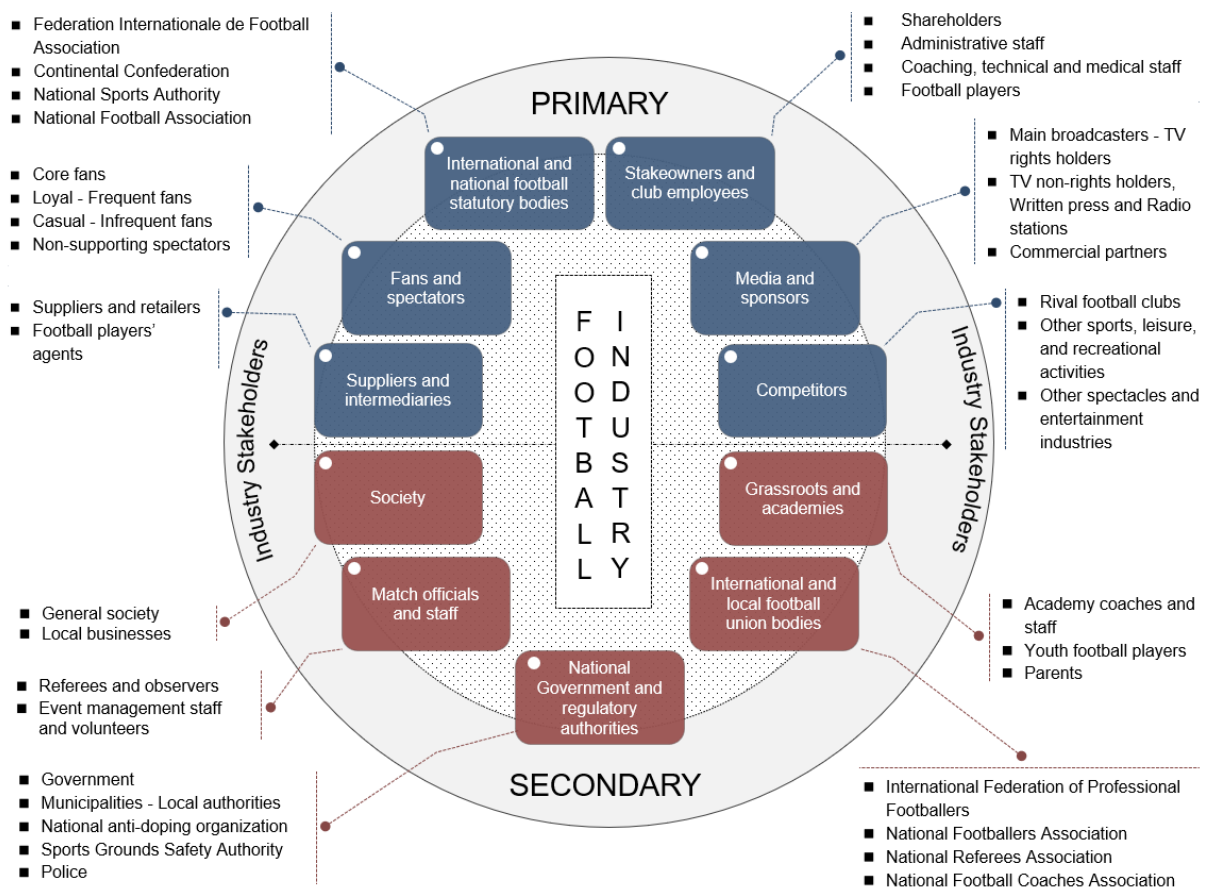 ■ Federation Internationale de Football
Association
■ Continental Confederation
■ National Sports Authority
■ National Football Association
■ Shareholders
■ Administrative staff
■ Coaching, technical and medical staff
■ Football players
PRIMARY
International and
national football
statutory bodies
Stakeowners and
club employees
■ Core fans
■ Loyal - Frequent fans
■ Casual - Infrequent fans
■ Non-supporting spectators
■ Main broadcasters - TV
rights holders
■ TV non-rights holders,
Written press and Radio
stations
■ Commercial partners
Fans and
spectators
Media and
sponsors
■ Suppliers and retailers
■ Football players’
agents
■ Rival football clubs
■ Other sports, leisure,
and recreational
activities
■ Other spectacles and
entertainment
industries
Suppliers and
intermediaries
Competitors
FOOTBALL
INDUSTRY
Industry Stakeholders
Industry Stakeholders
Society
Grassroots and
academies
Match officials
and staff
International and
local football
union bodies
National
Government and
regulatory
authorities
■ General society
■ Local businesses
■ Academy coaches and
staff
■ Youth football players
■ Parents
■ Referees and observers
■ Event management staff
and volunteers
SECONDARY
■ Government
■ Municipalities - Local authorities
■ National anti-doping organization
■ Sports Grounds Safety Authority
■ Police
■ International Federation of Professional
Footballers
■ National Footballers Association
■ National Referees Association
■ National Football Coaches Association